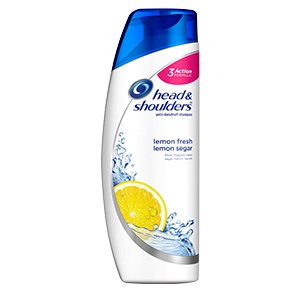 3 Action
FORMULA
head &
shoulders
anti-dandruff shampoo
lemon fresh
lemon segar